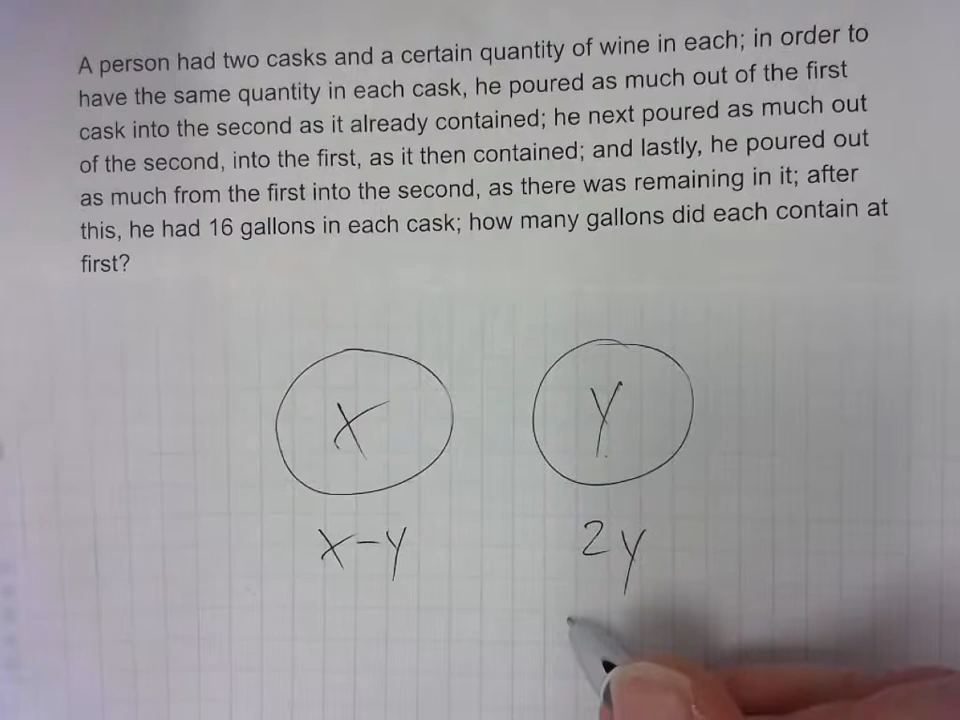 A person had two casks and a certain quantity of wine in each; in order to
have the same quantity in each cask, he poured as much out of the first
cask into the second as it already contained; he next poured as much out
of the second, into the first, as it then contained; and lastly, he poured out
as much from the first into the second, as there was remaining in it; after
this, he had 16 gallons in each cask; how many gallons did each contain at
first?
X Y
x-y 2y